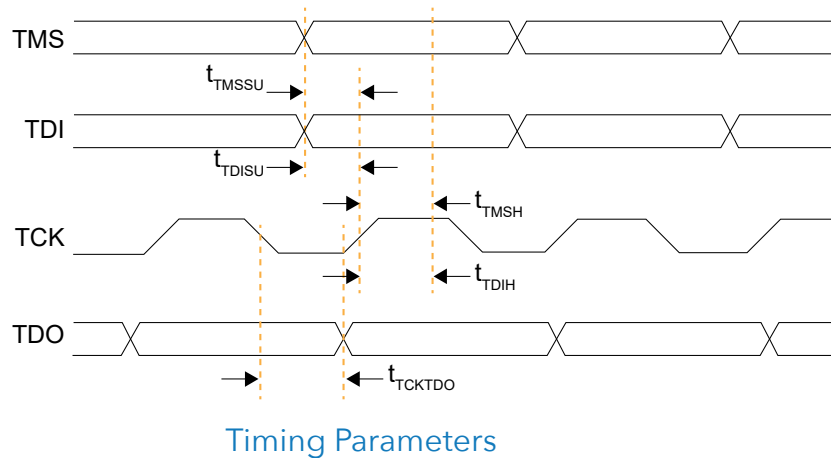 TMS
tTMSSU
TDI
tTDISU
tTMSH
TCK
tTDIH
TDO
tTCKTDO
Timing Parameters